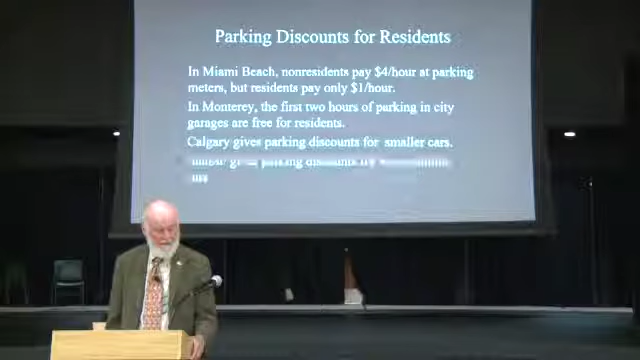 Parking Discounts for Residents
In Miami Beach, nonresidents pay $4/hour at parking
meters, but residents pay only $1/hour.
In Monterey, the first two hours of parking in city
garages are free for residents.
Calgary gives parking discounts for smaller cars.
parking discounts